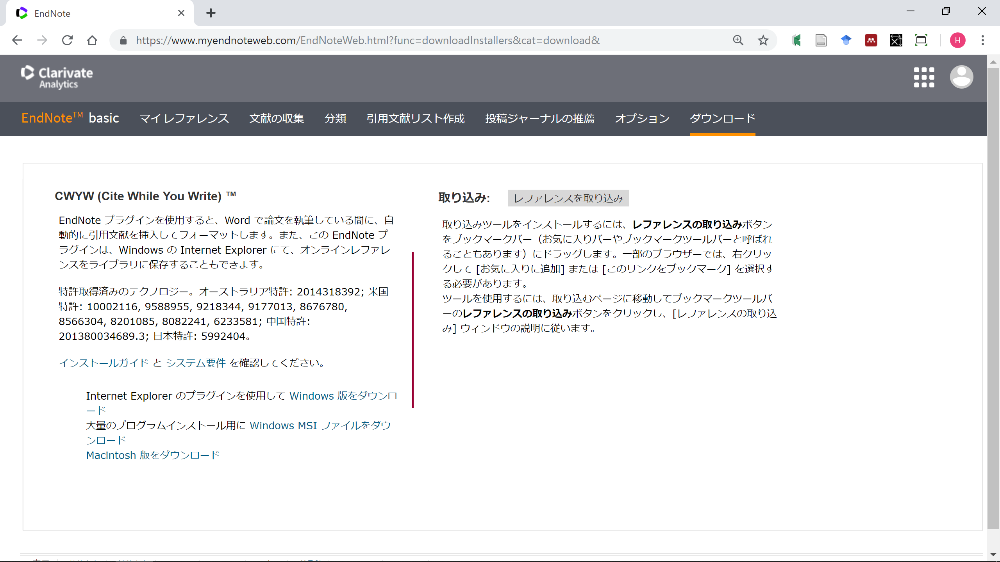 EndNote
https://www.myendnoteweb.com/EndNoteWeb.html?func=downloadInstallers&cat=download&
H
Clarivate
Analytics
EndNote™ basic マイ レファレンス 文献の収集 分類 引用文献リスト作成 投稿ジャーナルの推薦 オプション ダウンロード
CWYW (Cite While You Write) ™
EndNote プラグインを使用すると、Word で論文を執筆している間に、自
動的に引用文献を挿入してフォーマットします。また、この EndNote プ
ラグインは、Windows の Internet Explorer にて、オンラインレファレ
ンスをライブラリに保存することもできます。
特許取得済みのテクノロジー。オーストラリア特許: 2014318392; 米国
特許: 10002116, 9588955, 9218344, 9177013, 8676780,
8566304, 8201085, 8082241, 6233581; 中国特許:
201380034689.3; 日本特許: 5992404。
インストールガイド と システム要件 を確認してください。
Internet Explorer のプラグインを使用して Windows 版をダウンロ
ード
大量のプログラムインストール用に Windows MSI ファイルをダウ
ンロード
Macintosh 版をダウンロード
取り込み: レファレンスを取り込み
取り込みツールをインストールするには、レファレンスの取り込みボタン
をブックマークバー（お気に入りバーやブックマークツールバーと呼ばれ
ることもあります）にドラッグします。一部のブラウザーでは、右クリッ
クして [お気に入りに追加] または [このリンクをブックマーク] を選択す
る必要があります。
ツールを使用するには、取り込むページに移動してブックマークツールバ
ーのレファレンスの取り込みボタンをクリックし、[レファレンスの取り込
み] ウィンドウの説明に従います。